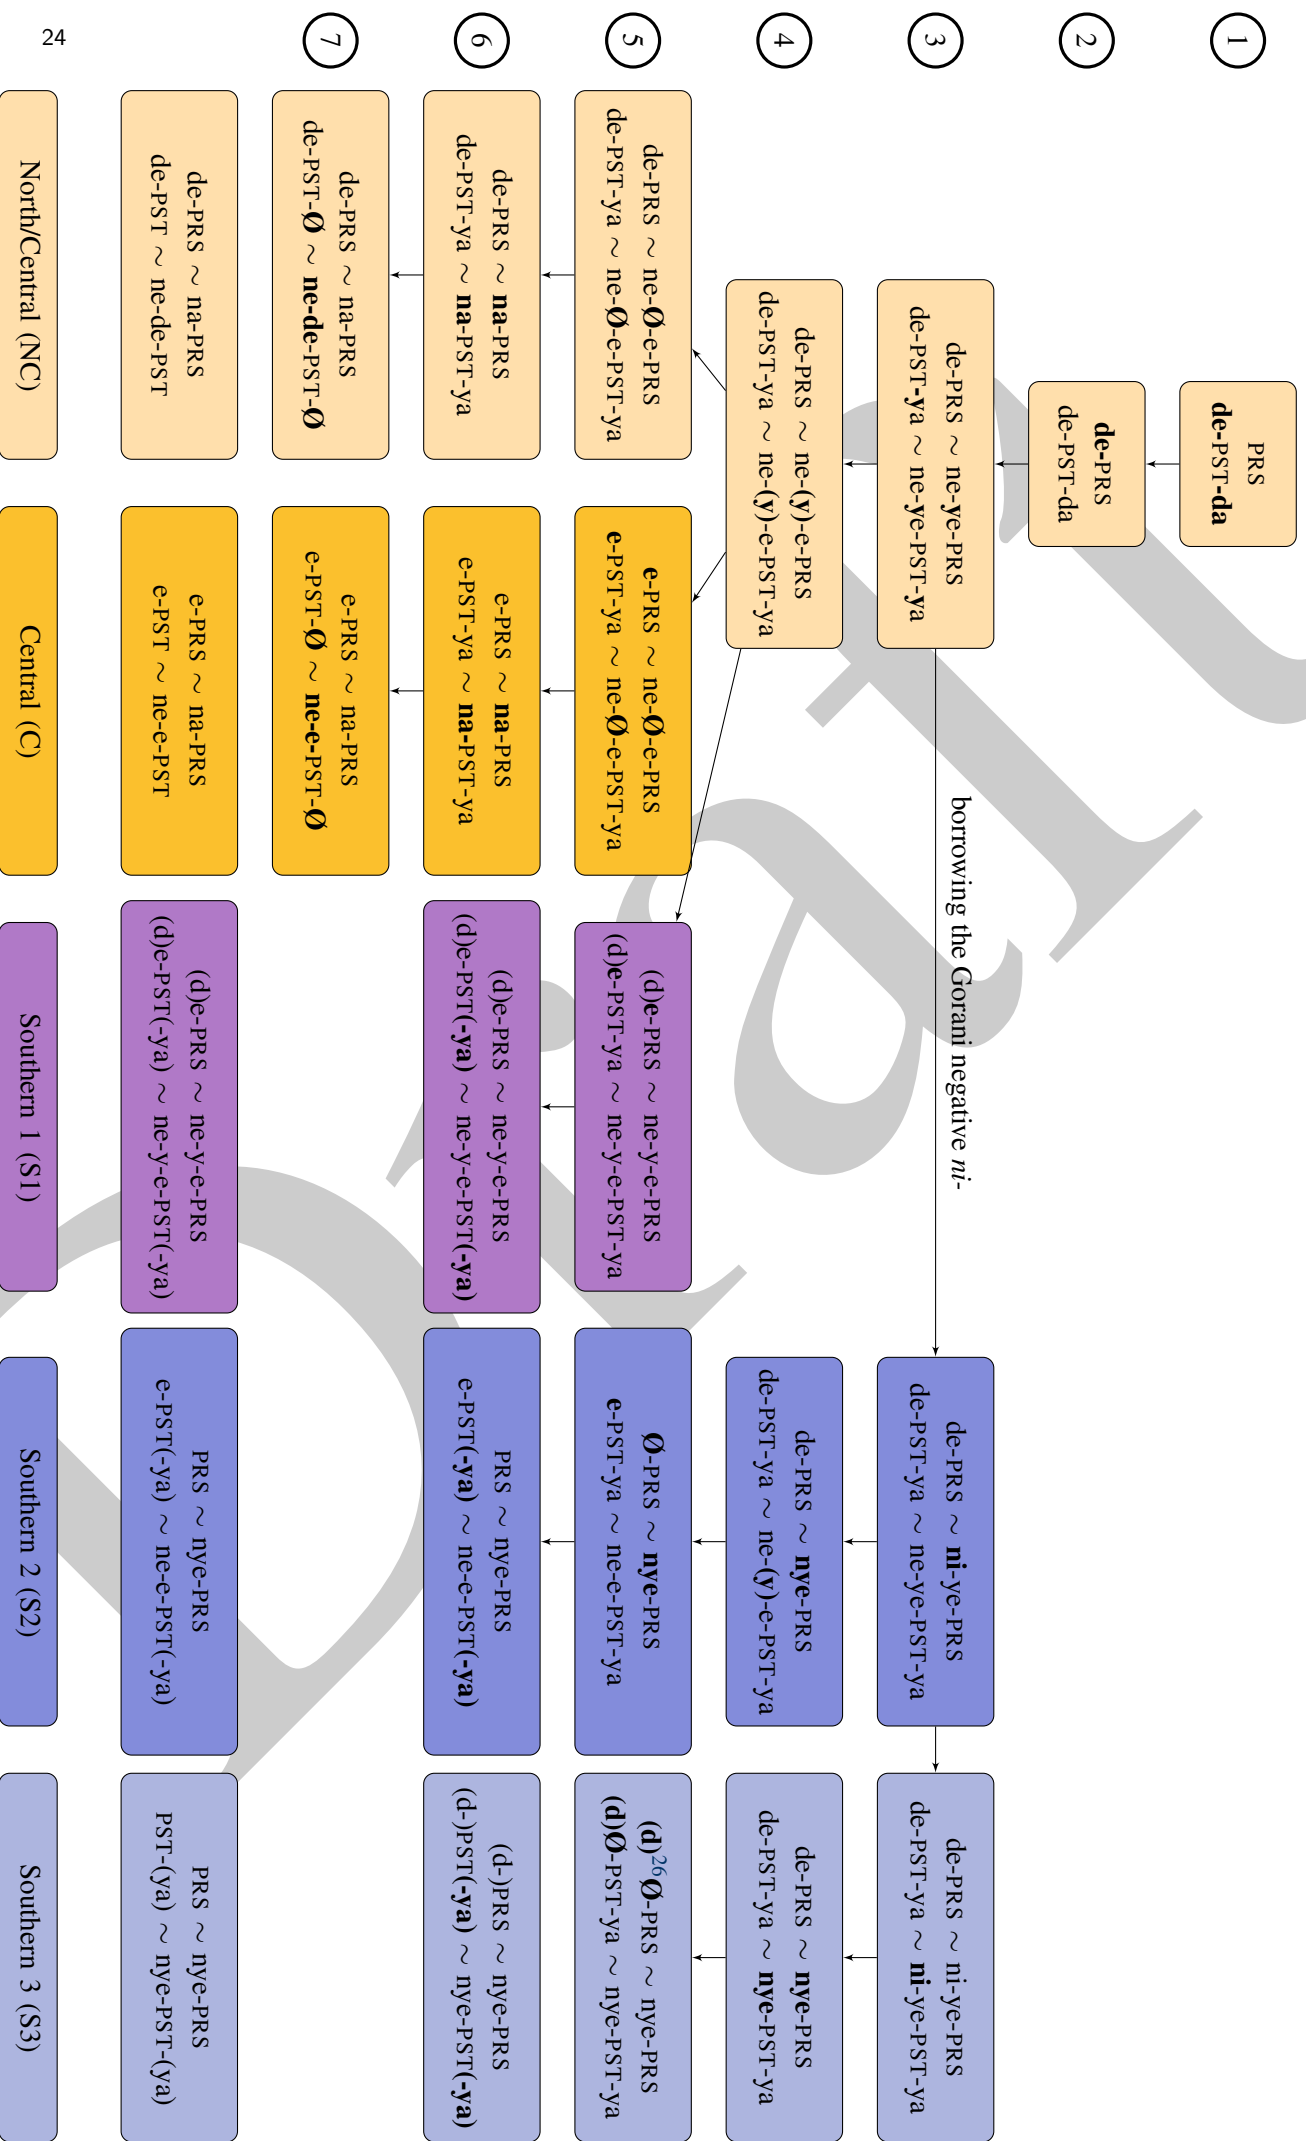 1
PRS
de-PST-da
2
de-PRS
de-PST-da
3
de-PRS ~ ne-ye-PRS
de-PST-ya ~ ne-ye-PST-ya
borrowing the Gorani negative ni-
de-PRS ~ ni-ye-PRS
de-PST-ya ~ ne-ye-PST-ya
de-PRS ~ ni-ye-PRS
de-PST-ya ~ ni-ye-PST-ya
4
de-PRS ~ ne-(y)-e-PRS
de-PST-ya ~ ne-(y)-e-PST-ya
de-PRS ~ nye-PRS
de-PST-ya ~ ne-(y)-e-PST-ya
de-PRS ~ nye-PRS
de-PST-ya ~ nye-PST-ya
5
de-PRS ~ ne-Ø-e-PRS
de-PST-ya ~ ne-Ø-e-PST-ya
e-PRS ~ ne-Ø-e-PRS
e-PST-ya ~ ne-Ø-e-PST-ya
(d)e-PRS ~ ne-y-e-PRS
(d)e-PST-ya ~ ne-y-e-PST-ya
Ø-PRS ~ nye-PRS
e-PST-ya ~ ne-e-PST-ya
(d)26Ø-PRS ~ nye-PRS
(d)Ø-PST-ya ~ nye-PST-ya
6
de-PRS ~ na-PRS
de-PST-ya ~ na-PST-ya
e-PRS ~ na-PRS
e-PST-ya ~ na-PST-ya
(d)e-PRS ~ ne-y-e-PRS
(d)e-PST(-ya) ~ ne-y-e-PST(-ya)
PRS ~ nye-PRS
e-PST(-ya) ~ ne-e-PST(-ya)
(d-)PRS ~ nye-PRS
(d-)PST(-ya) ~ nye-PST(-ya)
7
de-PRS ~ na-PRS
de-PST-Ø ~ ne-de-PST-Ø
e-PRS ~ na-PRS
e-PST-Ø ~ ne-e-PST-Ø
de-PRS ~ na-PRS
de-PST ~ ne-de-PST
e-PRS ~ na-PRS
e-PST ~ ne-e-PST
(d)e-PRS ~ ne-y-e-PRS
(d)e-PST(-ya) ~ ne-y-e-PST(-ya)
PRS ~ nye-PRS
e-PST(-ya) ~ ne-e-PST(-ya)
PRS ~ nye-PRS
PST-(ya) ~ nye-PST-(ya)
North/Central (NC)
Central (C)
Southern 1 (S1)
Southern 2 (S2)
Southern 3 (S3)
24
Draft